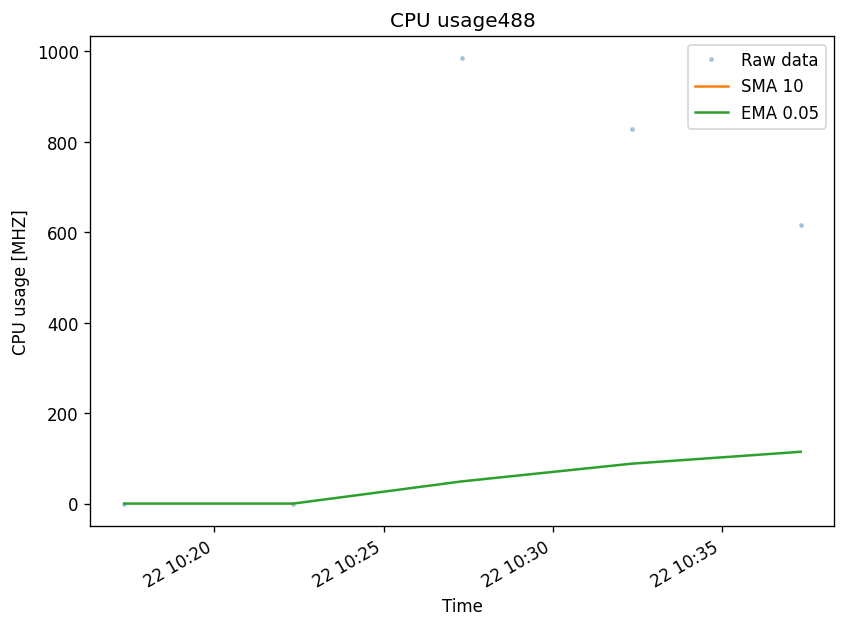 CPU usage488
1000
800
600
400
200
0
CPU usage [MHZ]
Raw data
SMA 10
EMA 0.05
22 10:20
22 10:25
22 10:30
22 10:35
Time